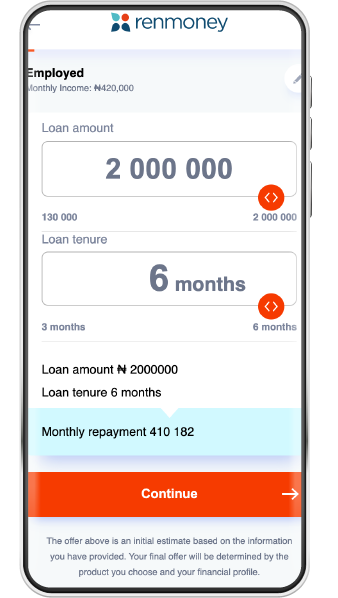 renmoney
Employed
Monthly Income: ₦420,000
Loan amount
2 000 000
130 000 2 000 000
Loan tenure
6 months
3 months 6 months
Loan amount ₦ 2000000
Loan tenure 6 months
Monthly repayment 410 182
Continue
The offer above is an initial estimate based on the information
you have provided. Your final offer will be determined by the
product you choose and your financial profile.